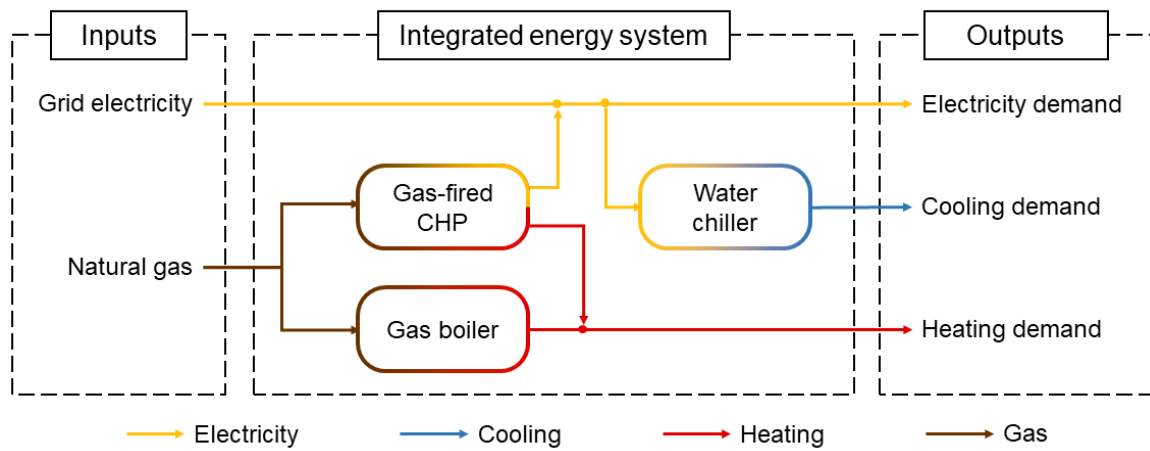 Inputs
Integrated energy system
Outputs
Grid electricity
Electricity demand
Gas-fired
CHP
Water
chiller
Cooling demand
Natural gas
Gas boiler
Heating demand
Electricity
Cooling
Heating
Gas